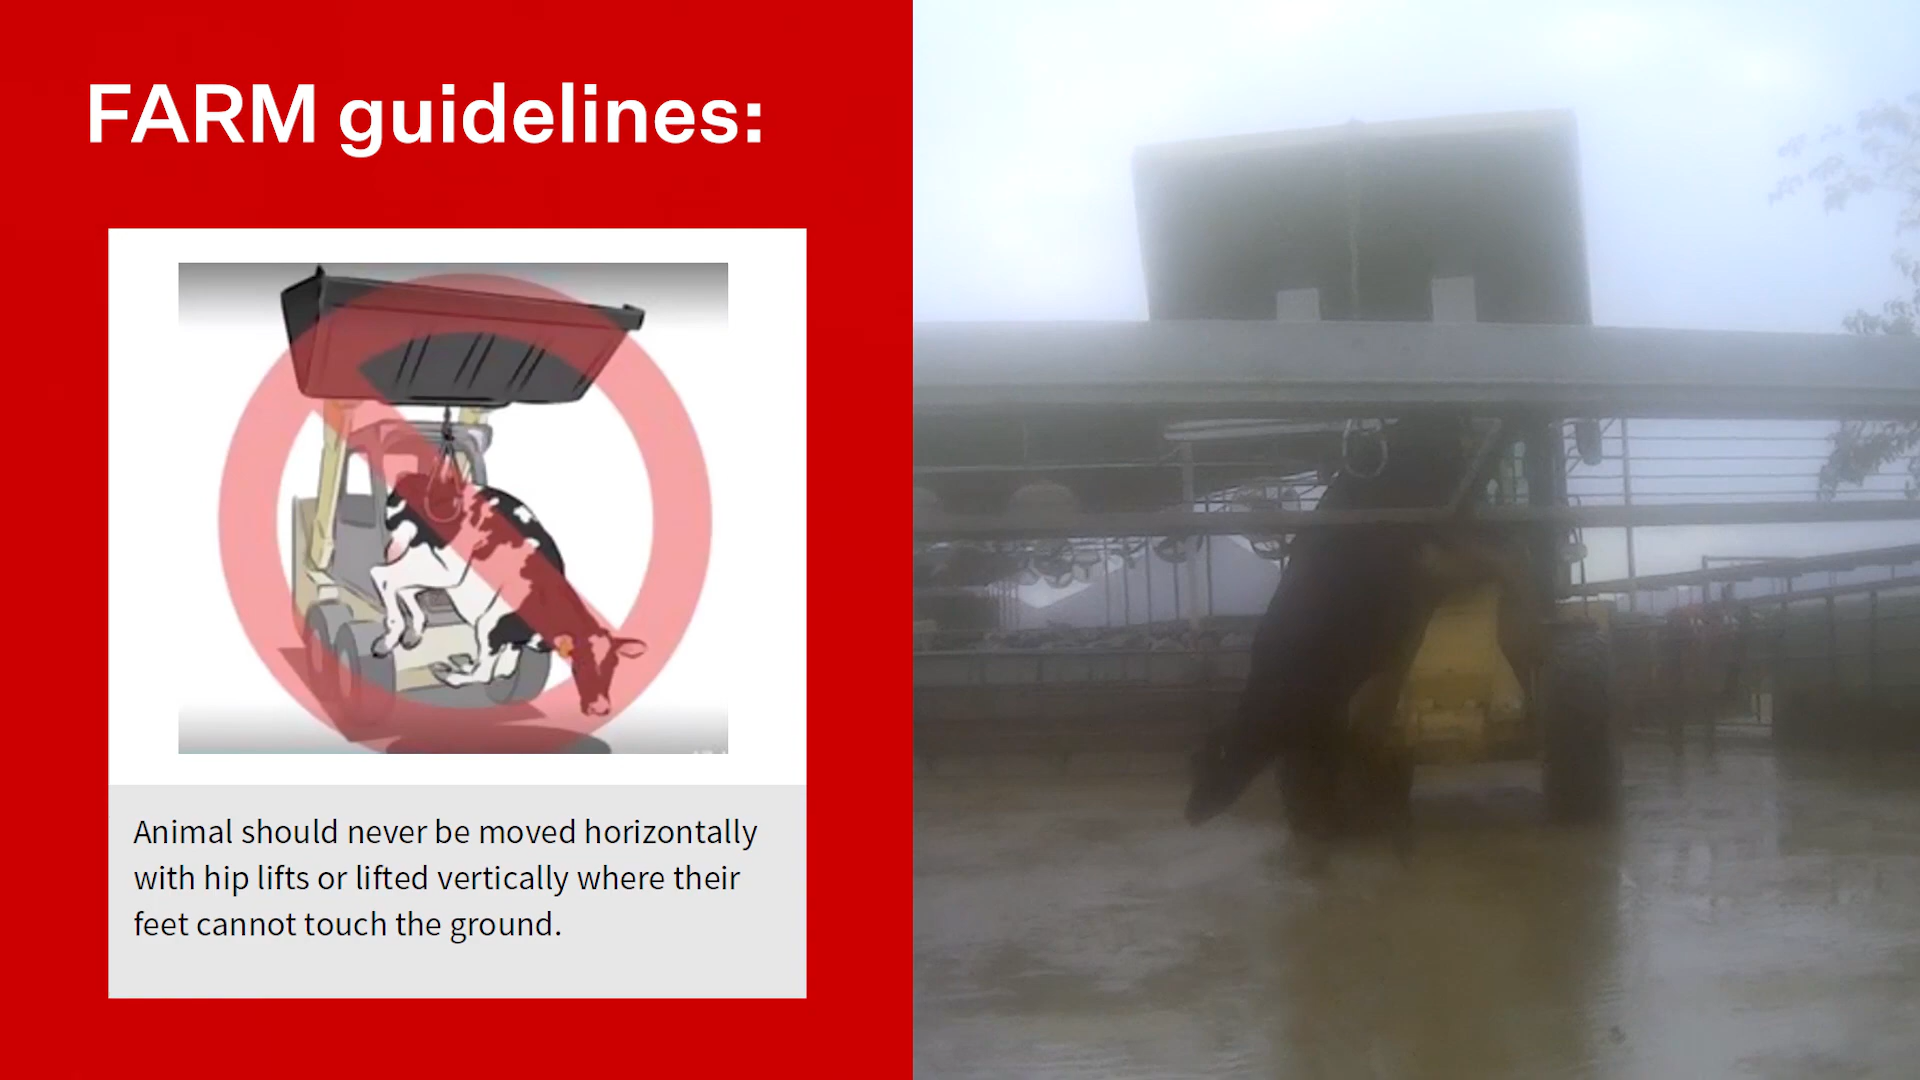 FARM guidelines:
Animal should never be moved horizontally
with hip lifts or lifted vertically where their
feet cannot touch the ground.